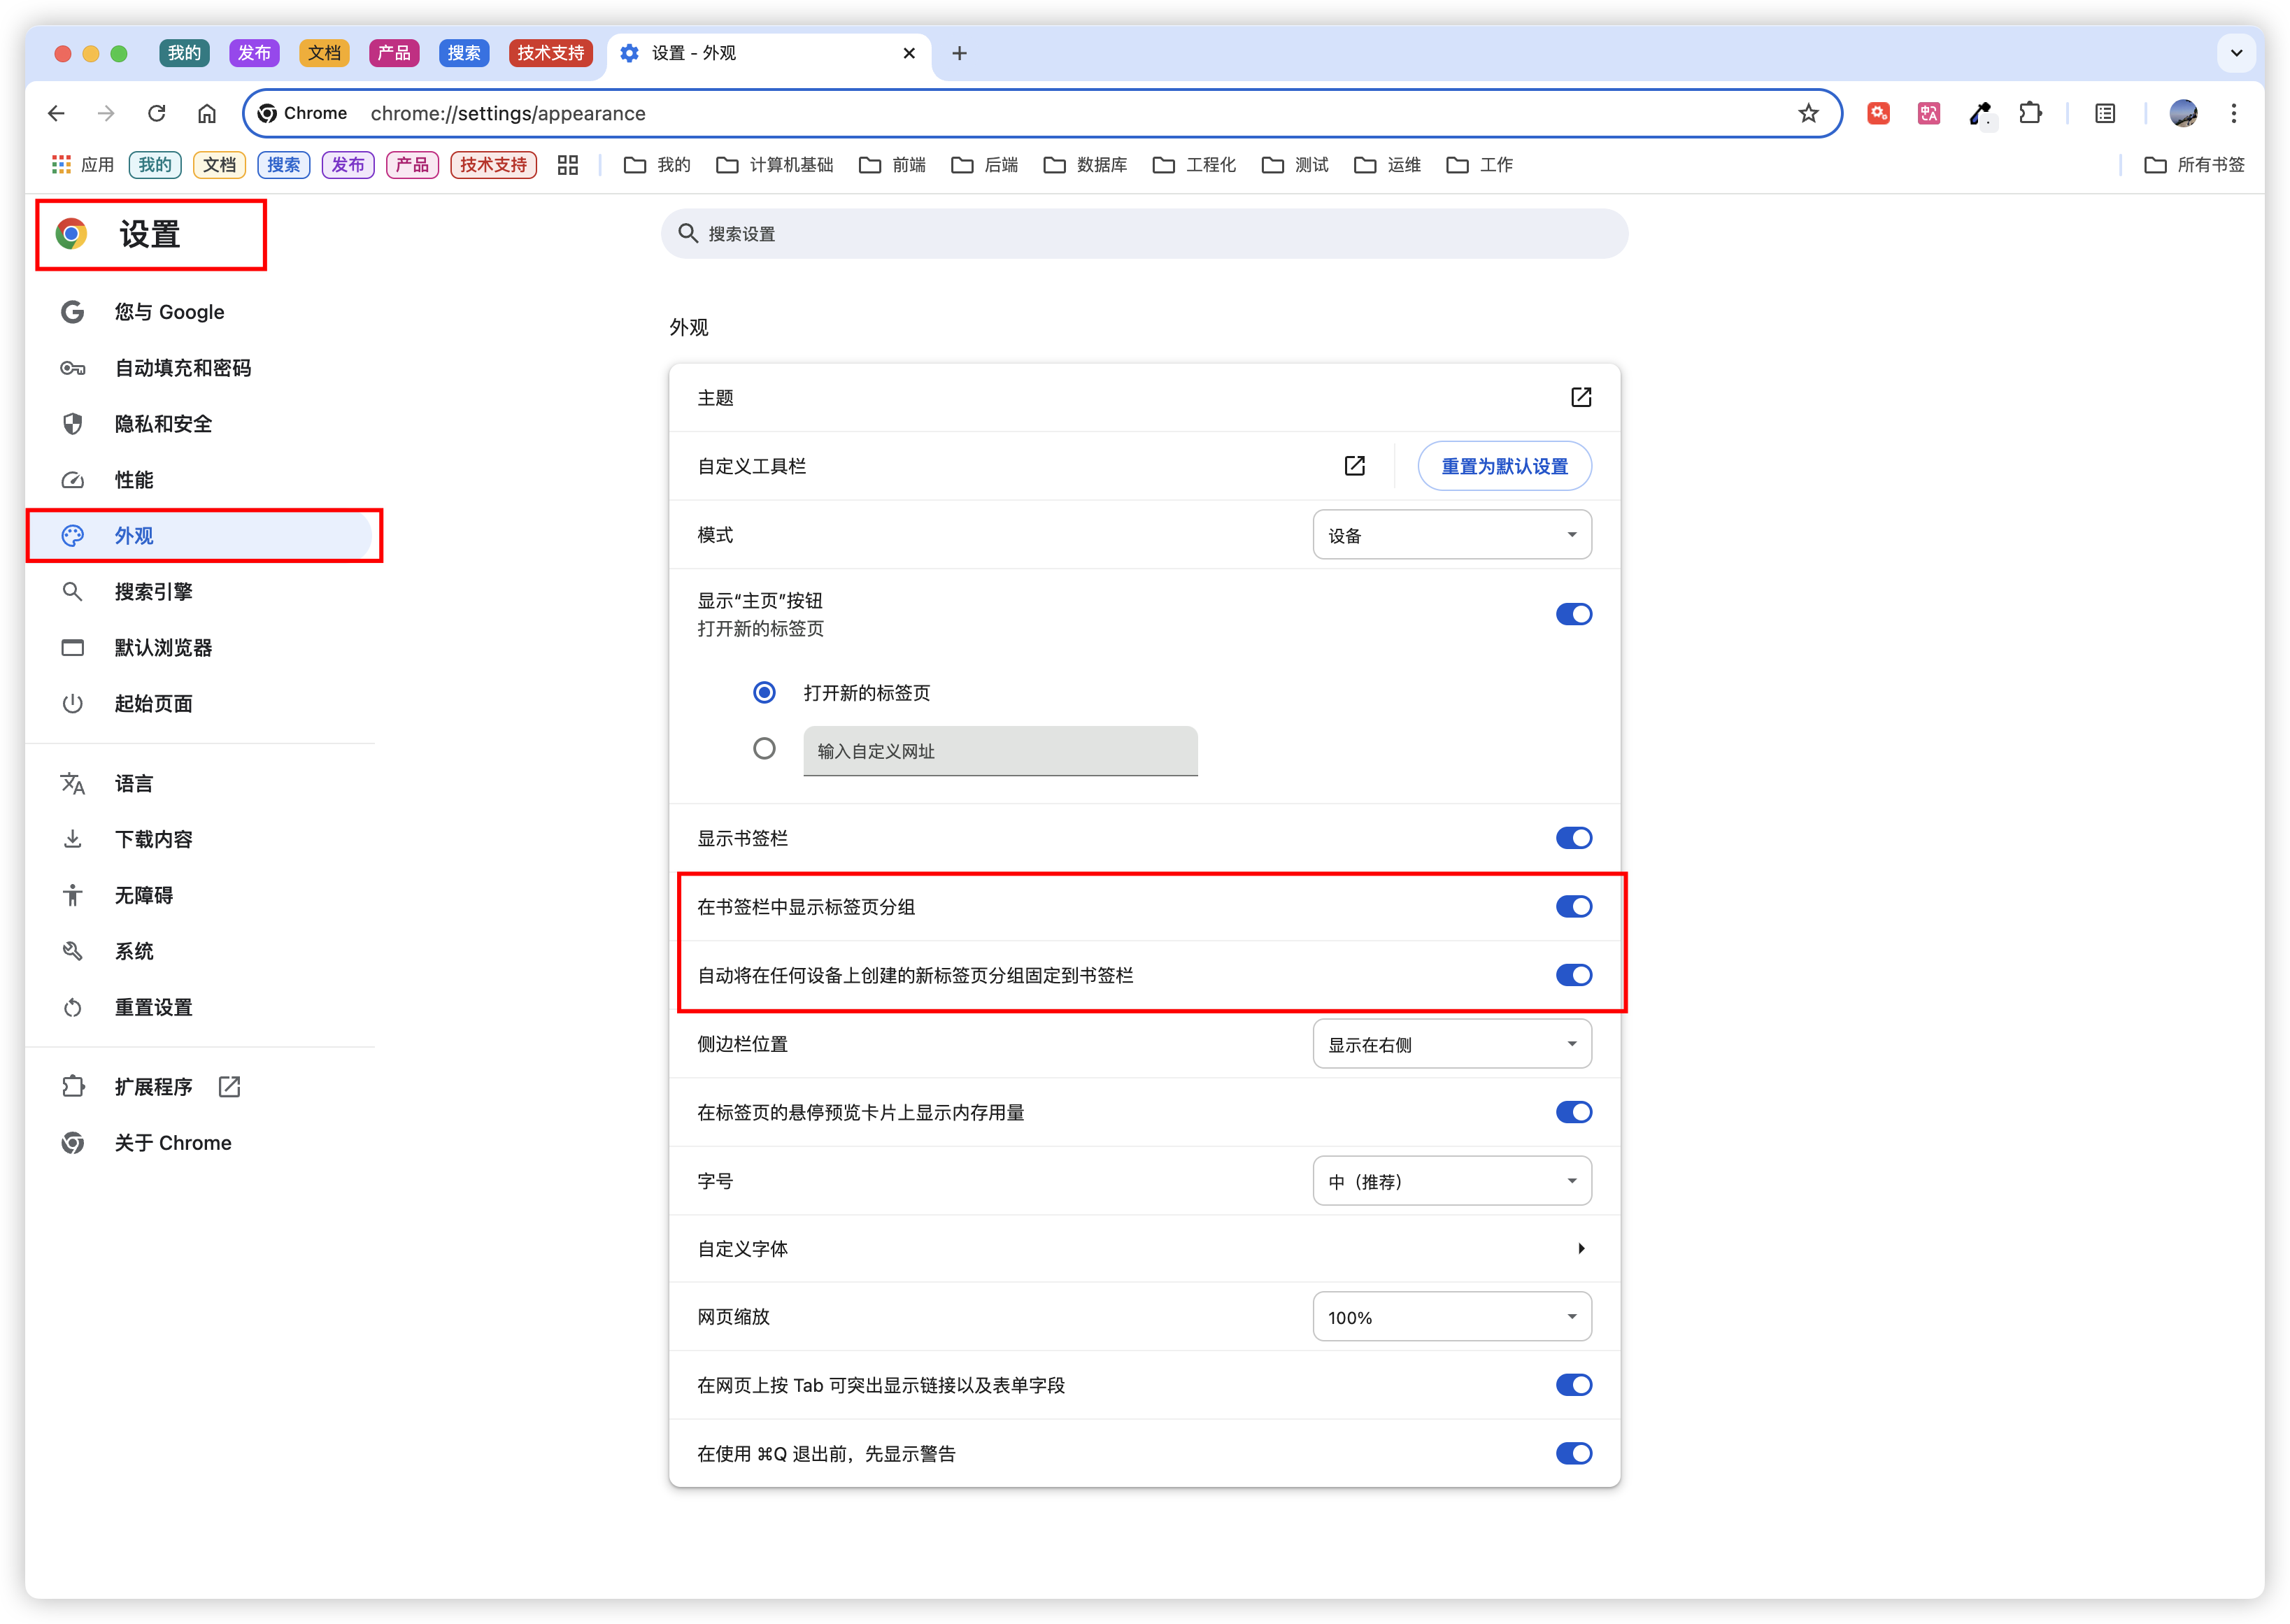 我的 发布 文档 产品 搜索 技术支持 设置 - 外观
Chrome chrome://settings/appearance
应用 我的 文档 搜索 发布 产品 技术支持 我的 计算机基础 前端 后端 数据库 工程化 测试 运维 工作 所有书签
设置
搜索设置
您与 Google
自动填充和密码
隐私和安全
性能
外观
搜索引擎
默认浏览器
起始页面
语言
下载内容
无障碍
系统
重置设置
扩展程序
关于 Chrome
外观
主题
自定义工具栏 重置为默认设置
模式 设备
显示“主页”按钮
打开新的标签页
打开新的标签页
输入自定义网址
显示书签栏
在书签栏中显示标签页分组
自动将在任何设备上创建的新标签页分组固定到书签栏
侧边栏位置 显示在右侧
在标签页的悬停预览卡片上显示内存用量
字号 中（推荐）
自定义字体
网页缩放 100%
在网页上按 Tab 可突出显示链接以及表单字段
在使用 ⌘Q 退出前，先显示警告